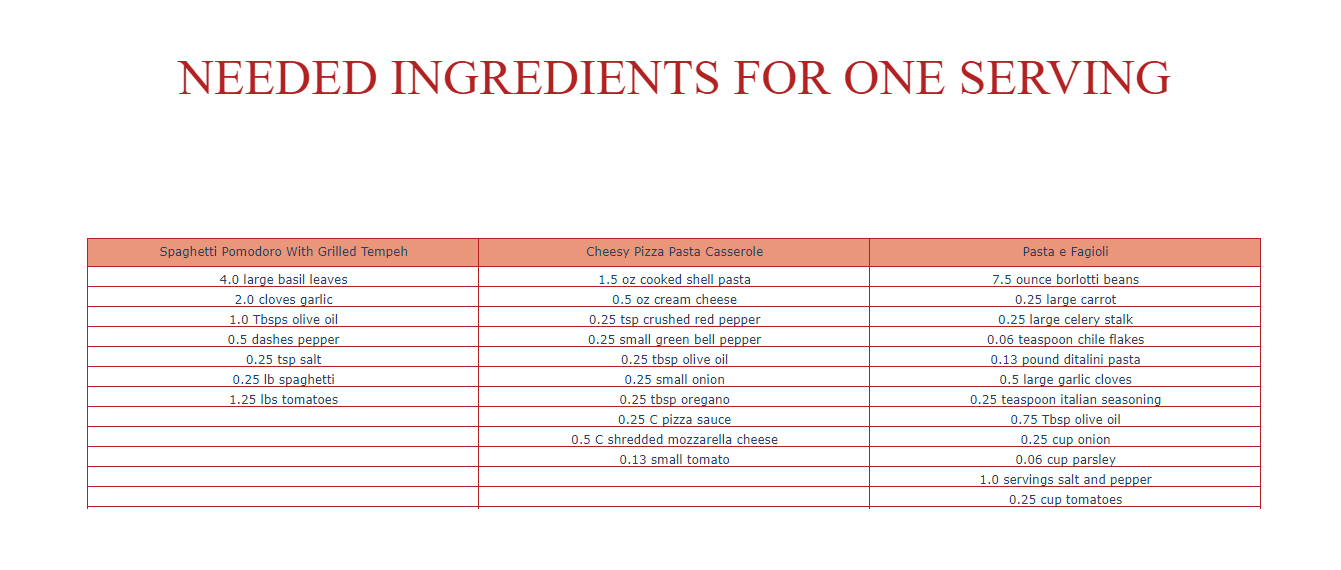 NEEDED INGREDIENTS FOR ONE SERVING
Spaghetti Pomodoro With Grilled Tempeh Cheesy Pizza Pasta Casserole Pasta e Fagioli
4.0 large basil leaves 1.5 oz cooked shell pasta 7.5 ounce borlotti beans
2.0 cloves garlic 0.5 oz cream cheese 0.25 large carrot
1.0 Tbsps olive oil 0.25 tsp crushed red pepper 0.25 large celery stalk
0.5 dashes pepper 0.25 small green bell pepper 0.06 teaspoon chile flakes
0.25 tsp salt 0.25 tbsp olive oil 0.13 pound ditalini pasta
0.25 lb spaghetti 0.25 small onion 0.5 large garlic cloves
1.25 lbs tomatoes 0.25 tbsp oregano 0.25 teaspoon italian seasoning
0.25 C pizza sauce 0.75 Tbsp olive oil
0.5 C shredded mozzarella cheese 0.25 cup onion
0.13 small tomato 0.06 cup parsley
1.0 servings salt and pepper
0.25 cup tomatoes